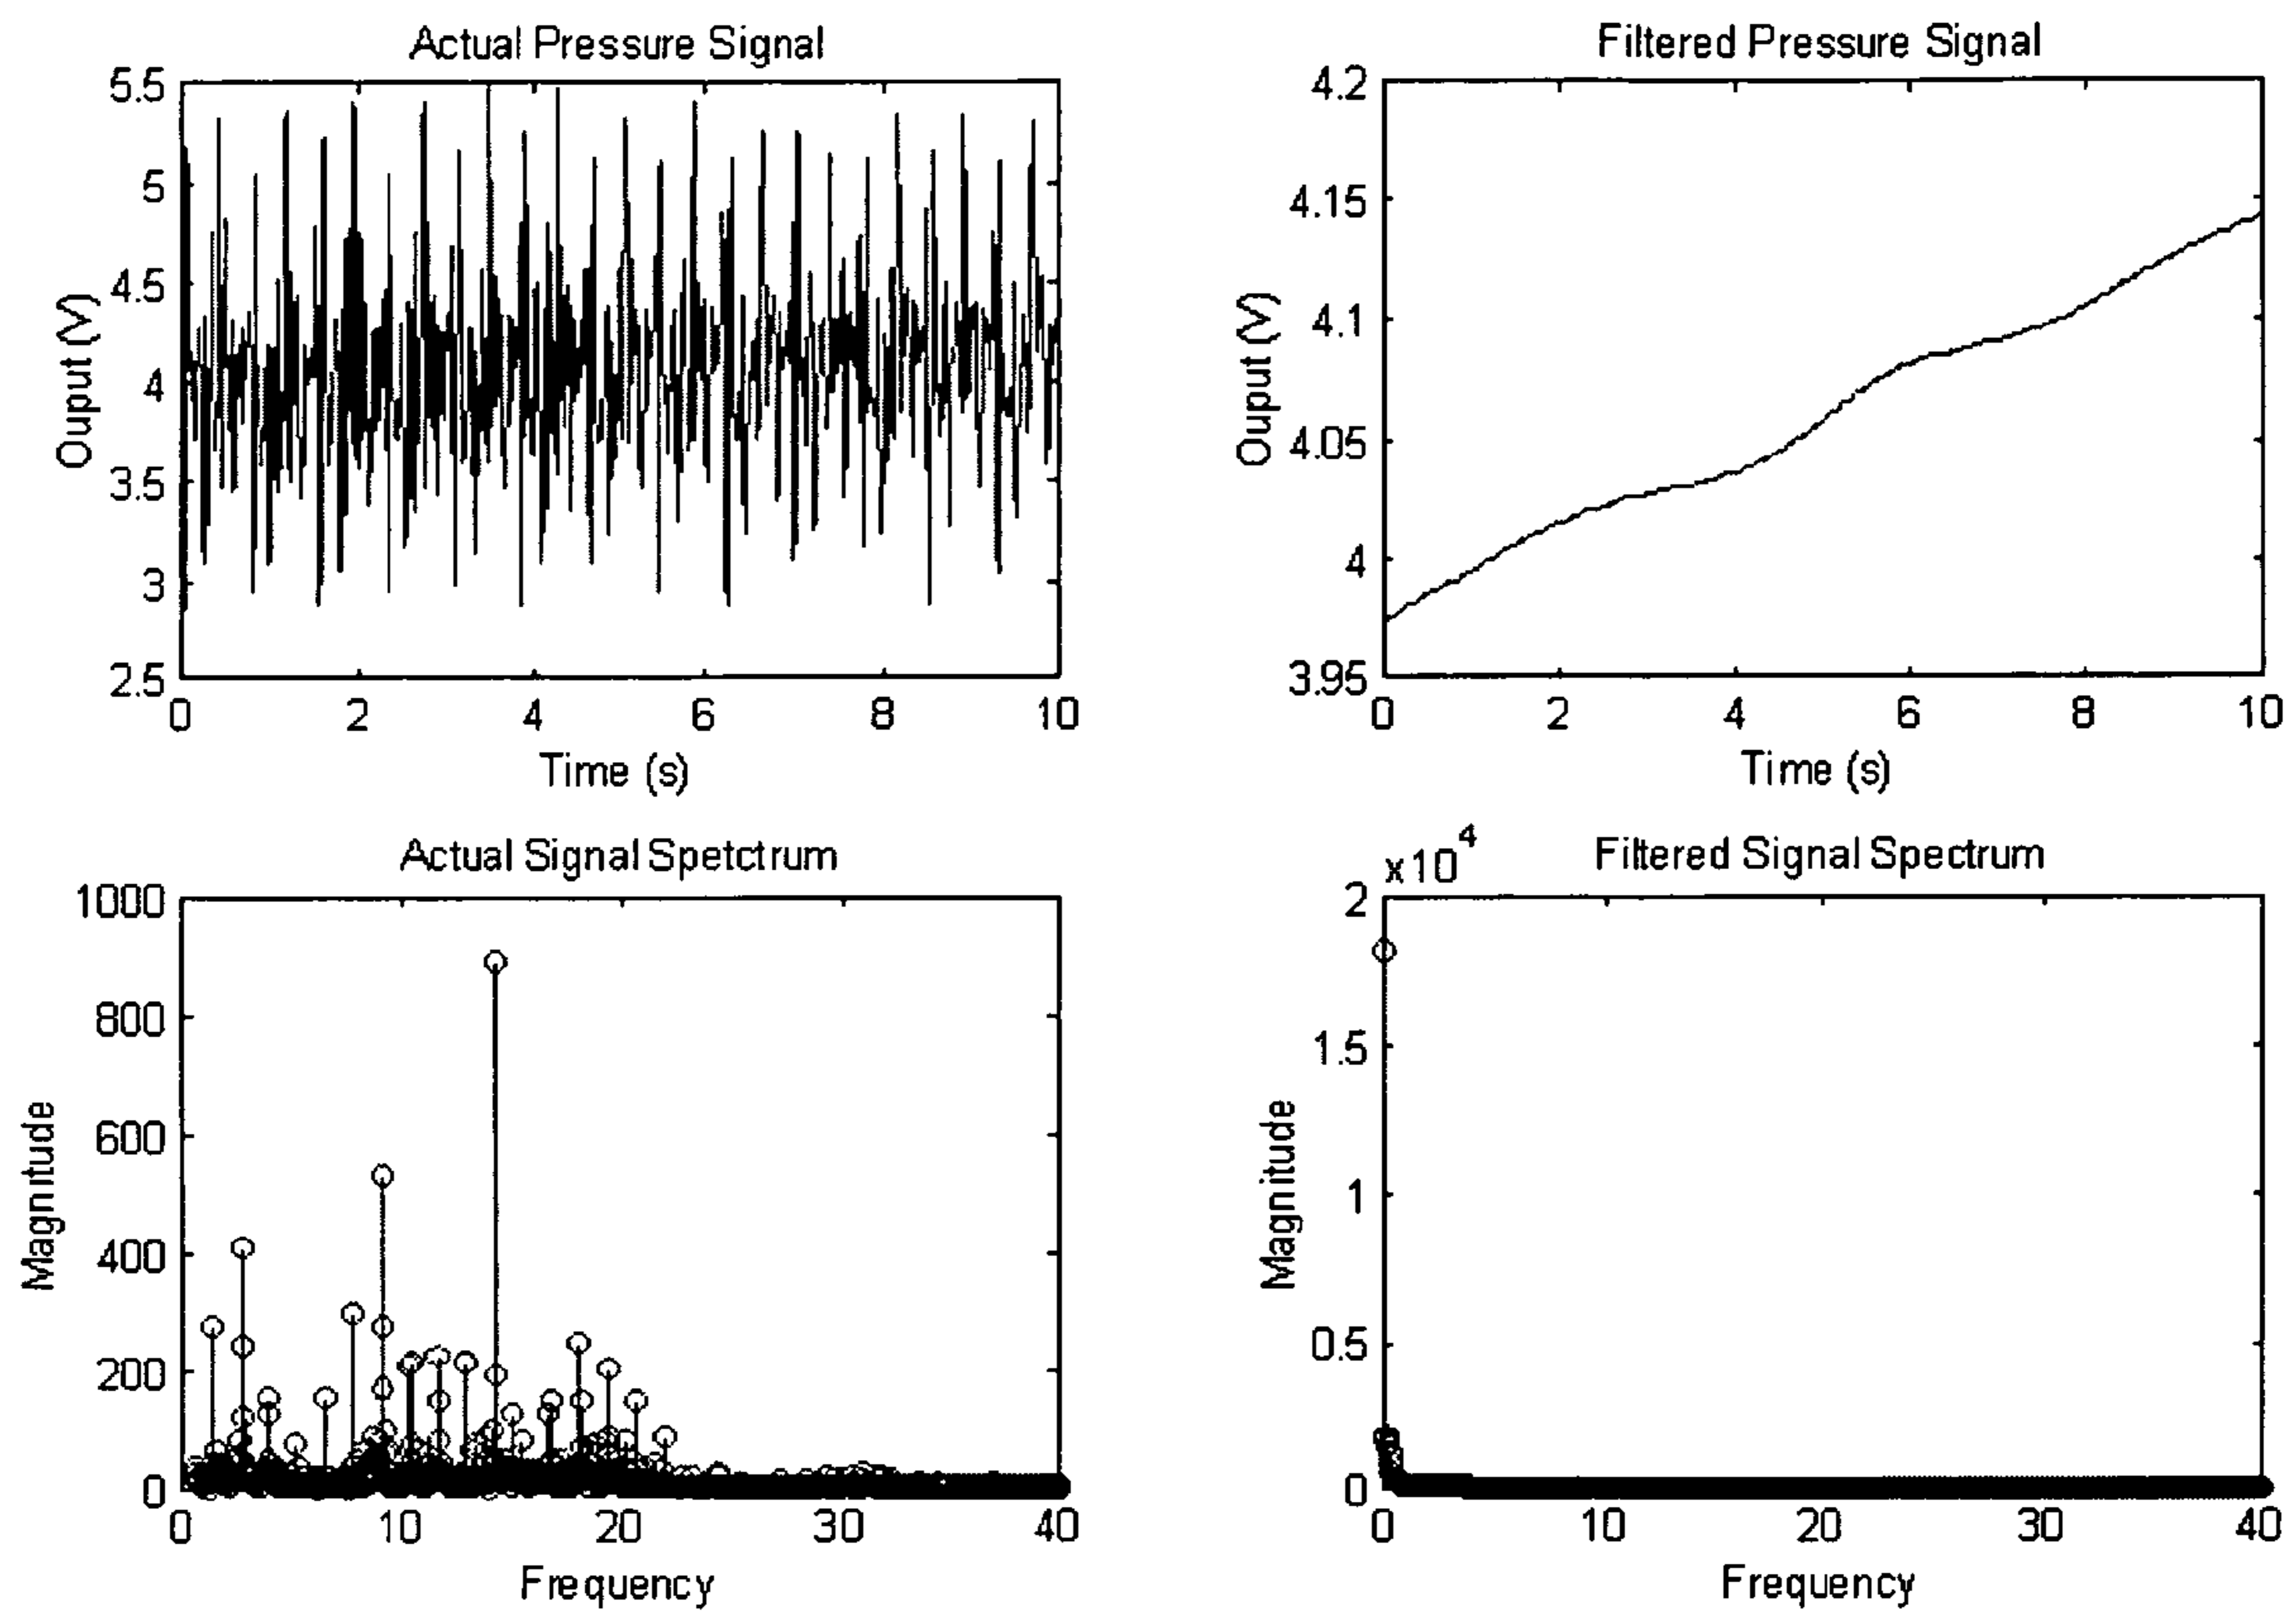 Actual Pressure Signal
5.5
5
4.5
4
3.5
3
2.5
Ouput (V)
0 2 4 6 8 10
Time (s)
Filtered Pressure Signal
4.2
4.15
4.1
4.05
4
3.95
Ouput (V)
0 2 4 6 8 10
Time (s)
Actual Signal Spetctrum
1000
800
600
400
200
0
Magnitude
0 10 20 30 40
Frequency
x10^4
Filtered Signal Spectrum
2
1.5
1
0.5
0
Magnitude
0 10 20 30 40
Frequency